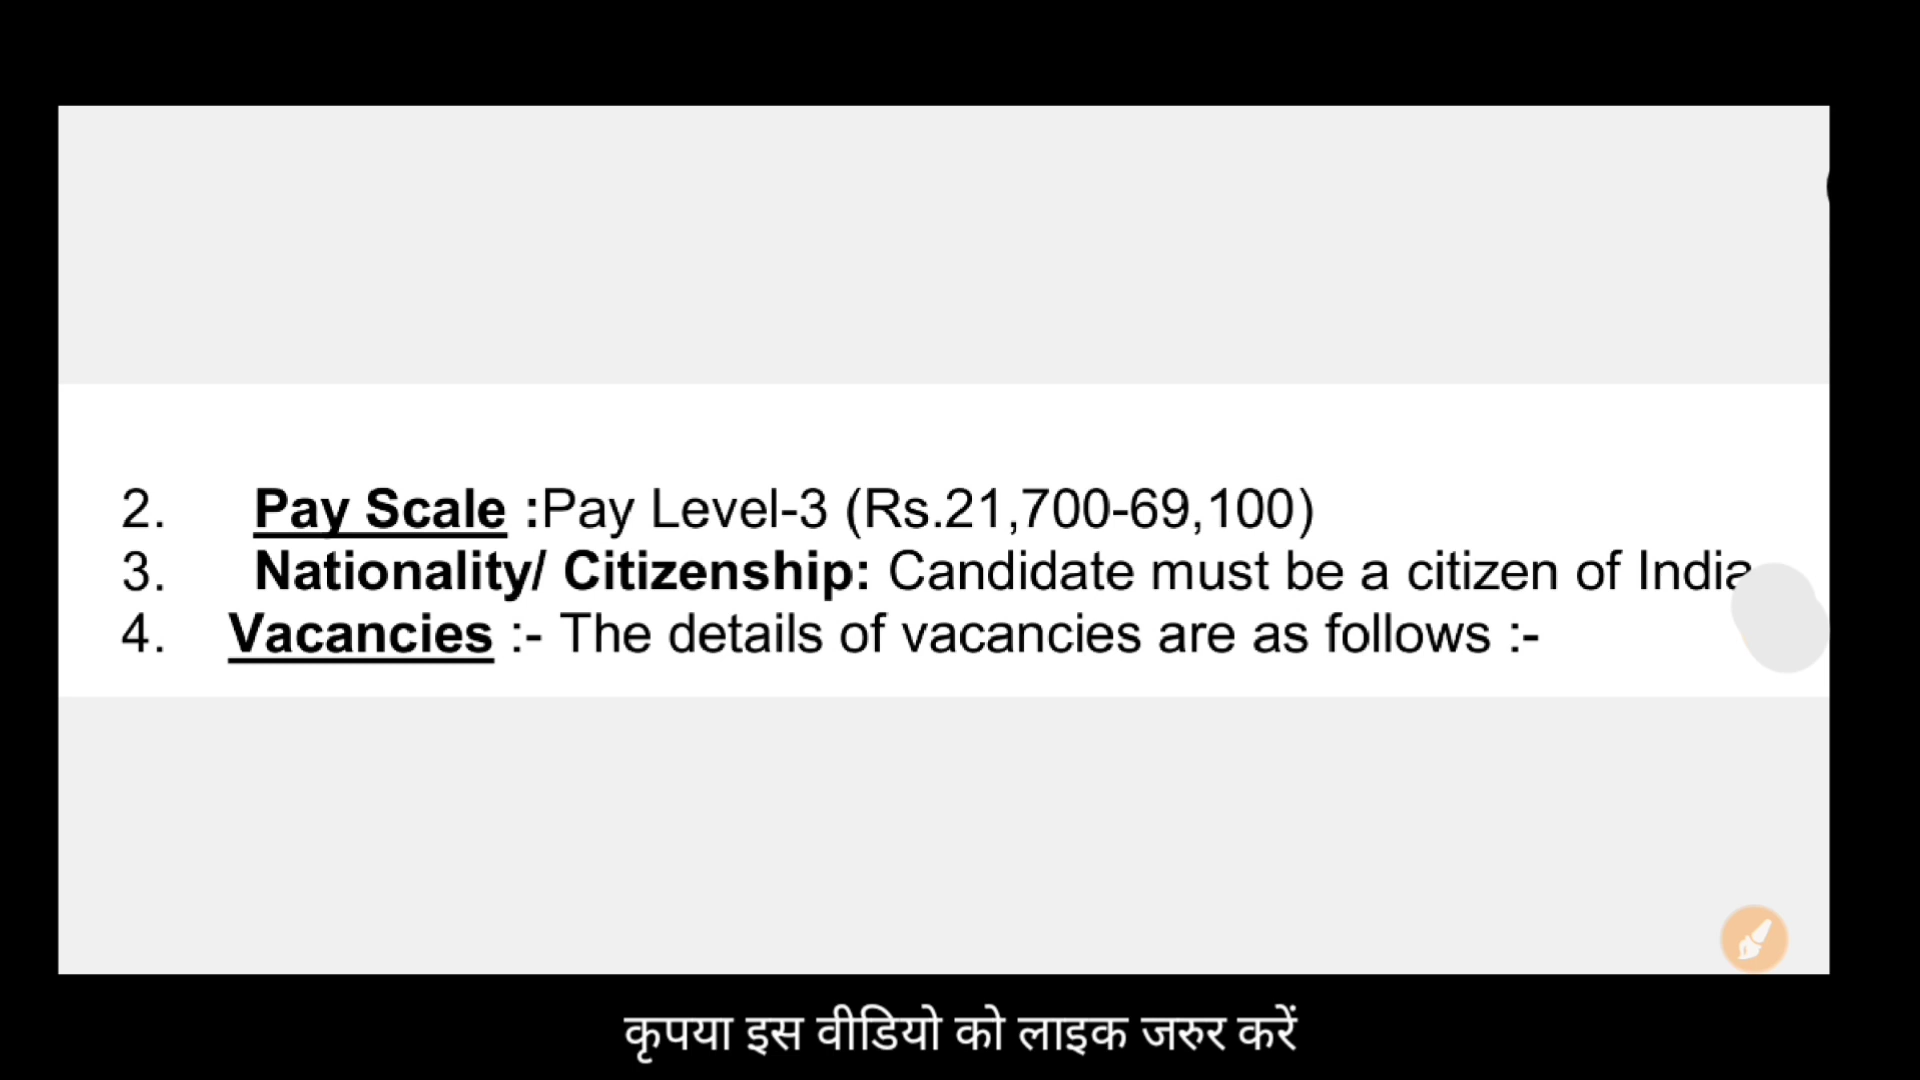 2. Pay Scale :Pay Level-3 (Rs.21,700-69,100)
3. Nationality/ Citizenship: Candidate must be a citizen of India
4. Vacancies :- The details of vacancies are as follows :-
कृपया इस वीडियो को लाइक जरुर करें